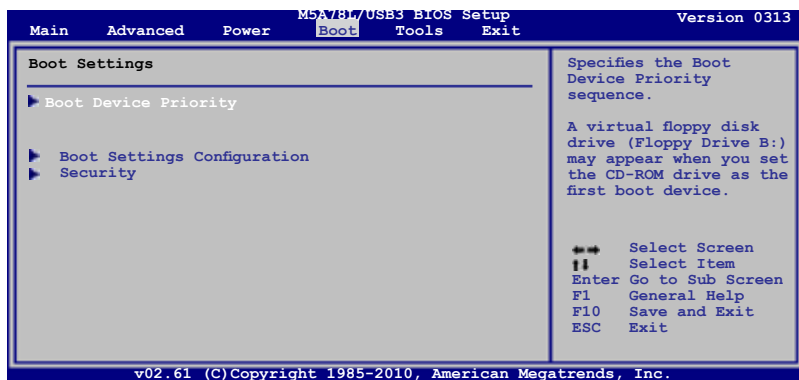 M5A78L/USB3 BIOS Setup Version 0313
Main Advanced Power Boot Tools Exit
Boot Settings
Boot Device Priority
Boot Settings Configuration
Security
Specifies the Boot
Device Priority
sequence.
A virtual floppy disk
drive (Floppy Drive B:)
may appear when you set
the CD-ROM drive as the
first boot device.
Select Screen
Select Item
Enter Go to Sub Screen
F1 General Help
F10 Save and Exit
ESC Exit
v02.61 (C)Copyright 1985-2010, American Megatrends, Inc.